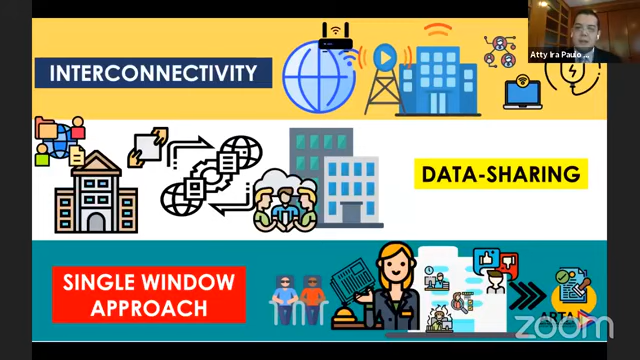 Atty Ira Paulo
INTERCONNECTIVITY
DATA-SHARING
SINGLE WINDOW
APPROACH
ARTA
zoom